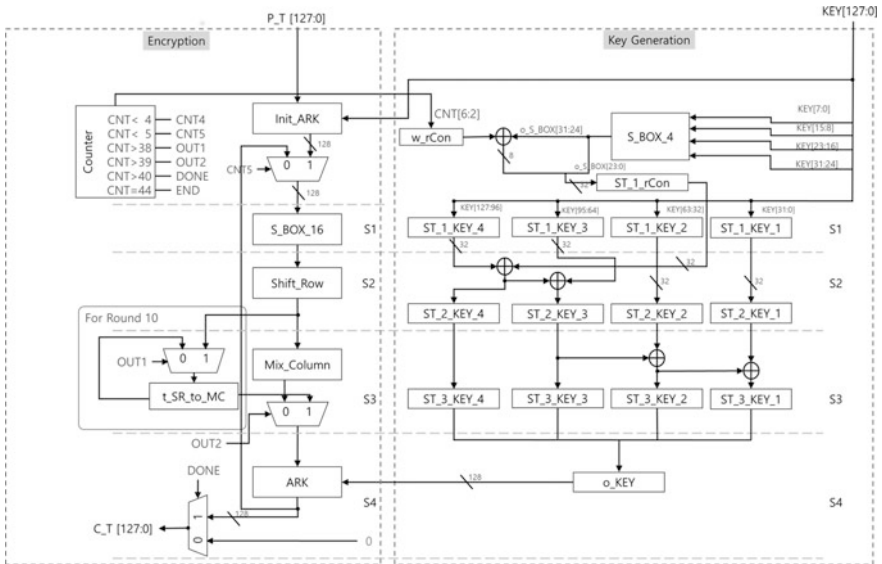 P_T [127:0]
KEY[127:0]
Encryption
Key Generation
Counter
CNT< 4 CNT4
CNT< 5 CNT5
CNT>38 OUT1
CNT>39 OUT2
CNT>40 DONE
CNT=44 END
Init_ARK
128
0 1
CNT5
128
CNT[6:2]
w_rCon
o_S_BOX[31:24]
8
S_BOX_4
KEY[7:0]
KEY[15:8]
KEY[23:16]
KEY[31:24]
o_S_BOX[23:0]
32
ST_1_rCon
KEY[127:96]
KEY[95:64]
KEY[63:32]
KEY[31:0]
S_BOX_16
S1
ST_1_KEY_4
ST_1_KEY_3
ST_1_KEY_2
ST_1_KEY_1
S1
32
32
32
Shift_Row
S2
32
32
S2
ST_2_KEY_4
ST_2_KEY_3
ST_2_KEY_2
ST_2_KEY_1
For Round 10
0 1
OUT1
Mix_Column
t_SR_to_MC
S3
0 1
ST_3_KEY_4
ST_3_KEY_3
ST_3_KEY_2
ST_3_KEY_1
S3
OUT2
DONE
ARK
128
o_KEY
S4
S4
1
128
C_T [127:0]
0
0